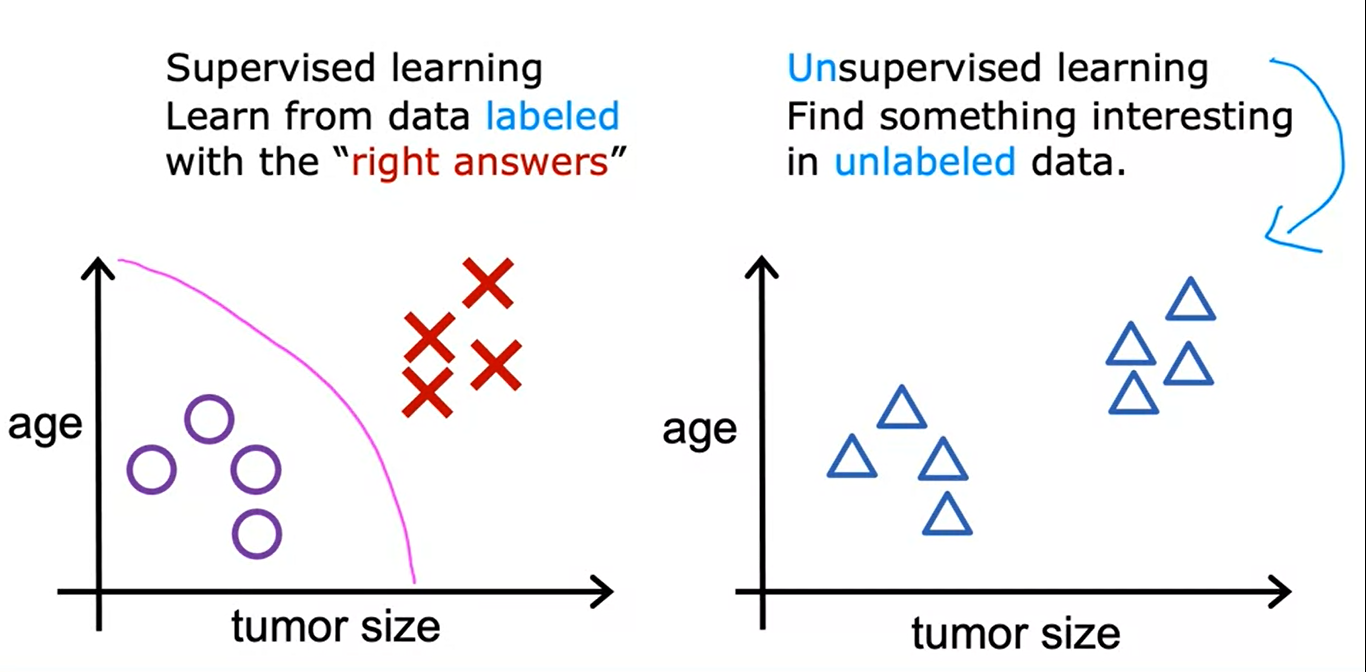 Supervised learning
Learn from data labeled
with the “right answers”
age
tumor size
Unsupervised learning
Find something interesting
in unlabeled data.
age
tumor size